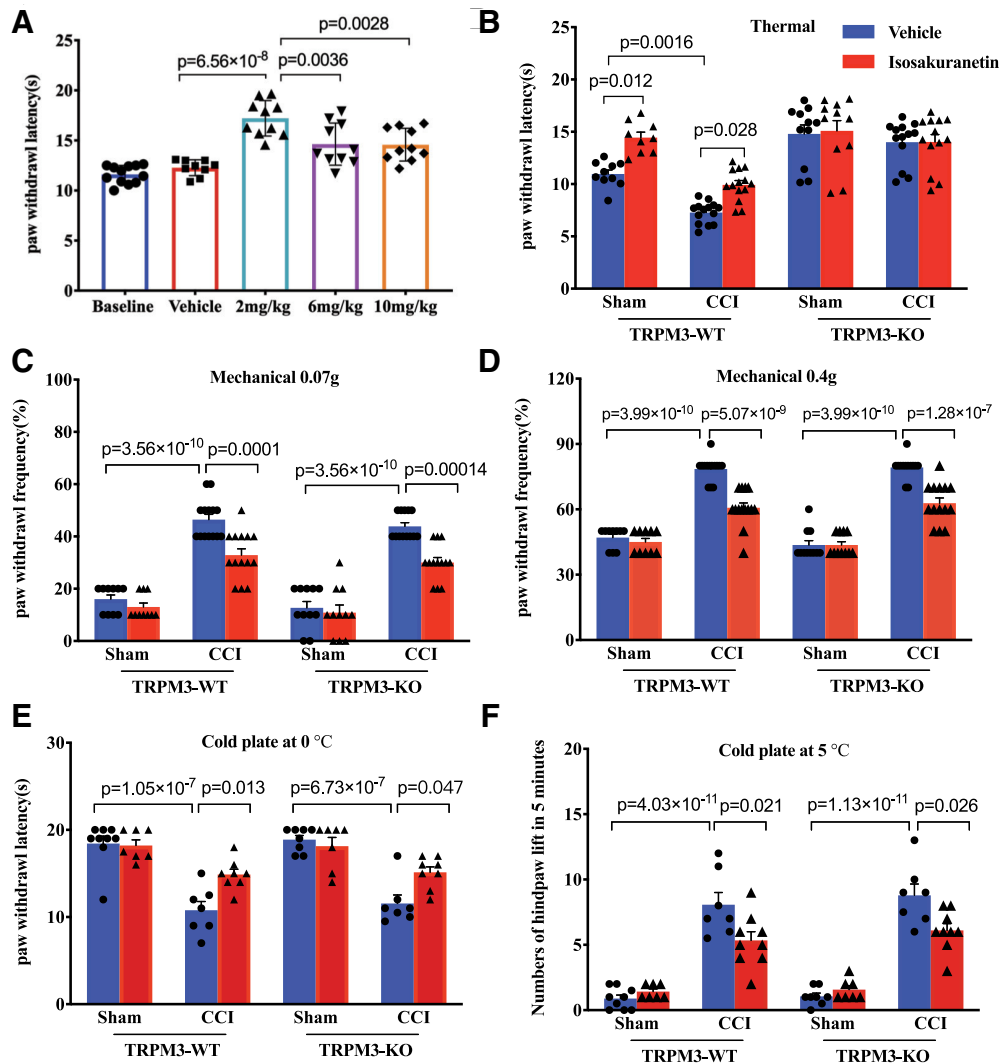 A
p=0.0028
p=6.56×10-8
p=0.0036
paw withdrawl latency(s)
25
20
15
10
5
0
Baseline
Vehicle
2mg/kg
6mg/kg
10mg/kg
B
Thermal
Vehicle
Isosakuranetin
p=0.0016
p=0.012
p=0.028
paw withdrawl latency(s)
25
20
15
10
5
0
Sham
CCI
Sham
CCI
TRPM3-WT
TRPM3-KO
C
Mechanical 0.07g
p=3.56×10-10
p=0.0001
p=3.56×10-10
p=0.00014
paw withdrawl frequency(%)
100
80
60
40
20
0
Sham
CCI
Sham
CCI
TRPM3-WT
TRPM3-KO
D
Mechanical 0.4g
p=3.99×10-10
p=5.07×10-9
p=3.99×10-10
p=1.28×10-7
paw withdrawl frequency(%)
120
90
60
30
0
Sham
CCI
Sham
CCI
TRPM3-WT
TRPM3-KO
E
Cold plate at 0 °C
p=1.05×10-7
p=0.013
p=6.73×10-7
p=0.047
paw withdrawl latency(s)
30
20
10
0
Sham
CCI
Sham
CCI
TRPM3-WT
TRPM3-KO
F
Cold plate at 5 °C
p=4.03×10-11
p=0.021
p=1.13×10-11
p=0.026
Numbers of hindpaw lift in 5 minutes
20
15
10
5
0
Sham
CCI
Sham
CCI
TRPM3-WT
TRPM3-KO